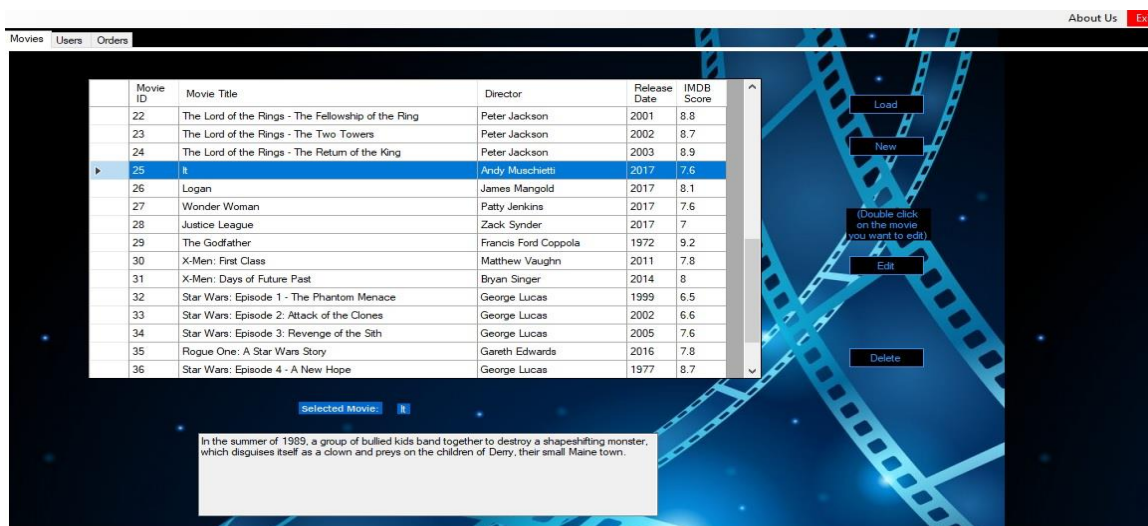 About Us Ex
Movies Users Orders
Movie ID Movie Title Director Release Date IMDB Score
22 The Lord of the Rings - The Fellowship of the Ring Peter Jackson 2001 8.8
23 The Lord of the Rings - The Two Towers Peter Jackson 2002 8.7
24 The Lord of the Rings - The Return of the King Peter Jackson 2003 8.9
25 It Andy Muschietti 2017 7.6
26 Logan James Mangold 2017 8.1
27 Wonder Woman Patty Jenkins 2017 7.6
28 Justice League Zack Synder 2017 7
29 The Godfather Francis Ford Coppola 1972 9.2
30 X-Men: First Class Matthew Vaughn 2011 7.8
31 X-Men: Days of Future Past Bryan Singer 2014 8
32 Star Wars: Episode 1 - The Phantom Menace George Lucas 1999 6.5
33 Star Wars: Episode 2: Attack of the Clones George Lucas 2002 6.6
34 Star Wars: Episode 3: Revenge of the Sith George Lucas 2005 7.6
35 Rogue One: A Star Wars Story Gareth Edwards 2016 7.8
36 Star Wars: Episode 4 - A New Hope George Lucas 1977 8.7
Load
New
(Double click
on the movie
you want to edit)
Edit
Delete
Selected Movie: It
In the summer of 1989, a group of bullied kids band together to destroy a shapeshifting monster,
which disguises itself as a clown and preys on the children of Derry, their small Maine town.